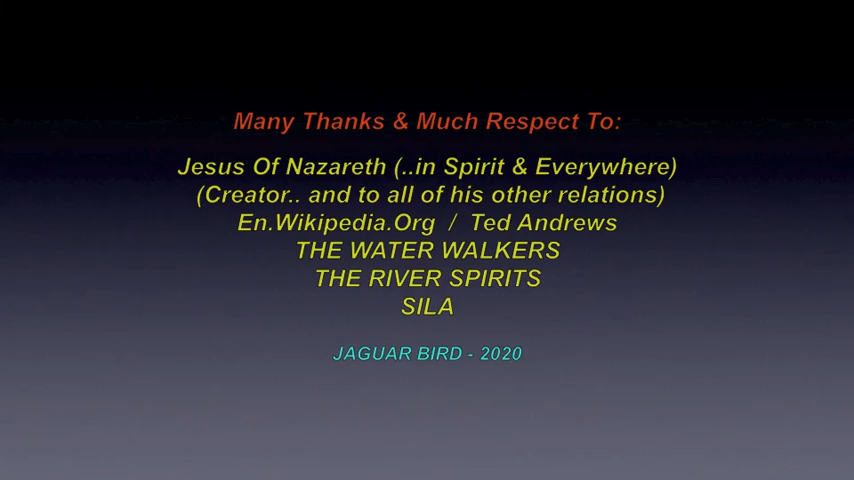 Many Thanks & Much Respect To:
Jesus Of Nazareth (..in Spirit & Everywhere)
(Creator.. and to all of his other relations)
En.Wikipedia.Org / Ted Andrews
THE WATER WALKERS
THE RIVER SPIRITS
SILA
JAGUAR BIRD - 2020